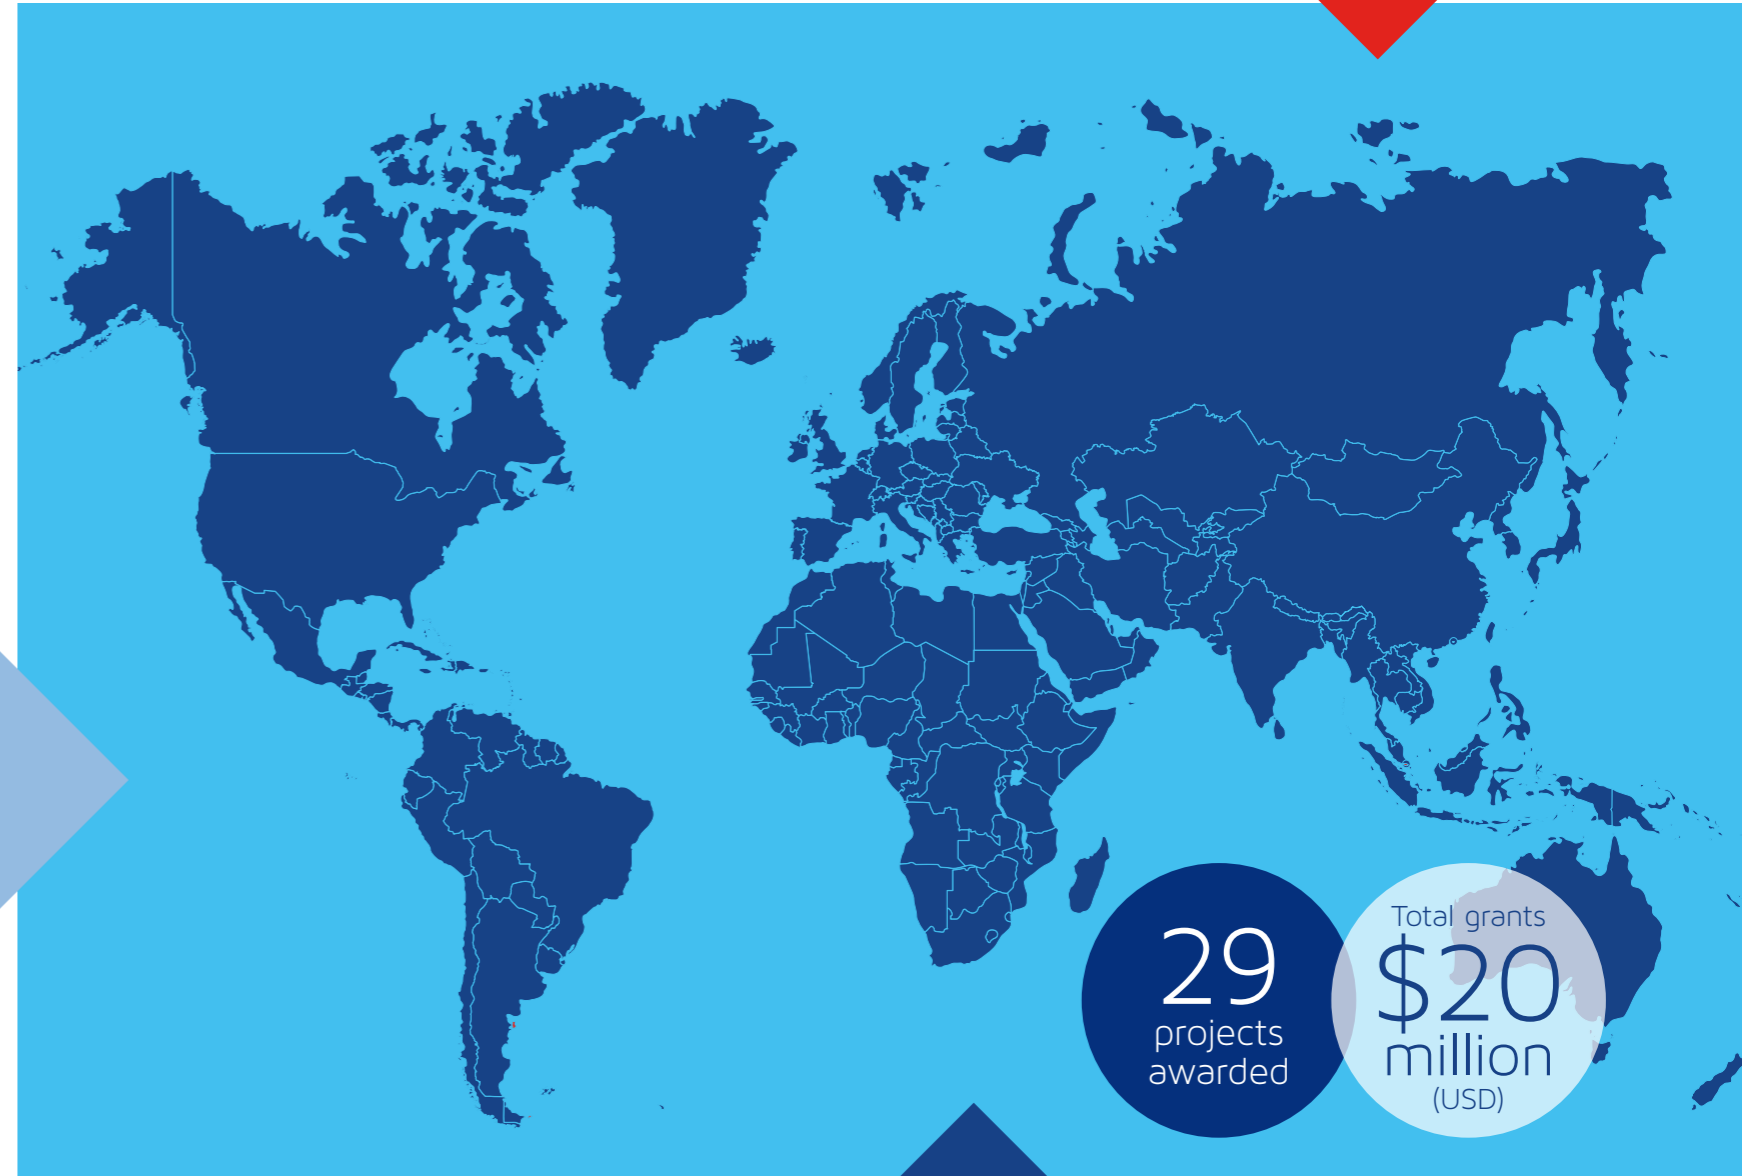 29
projects
awarded
Total grants
$20
million
(USD)